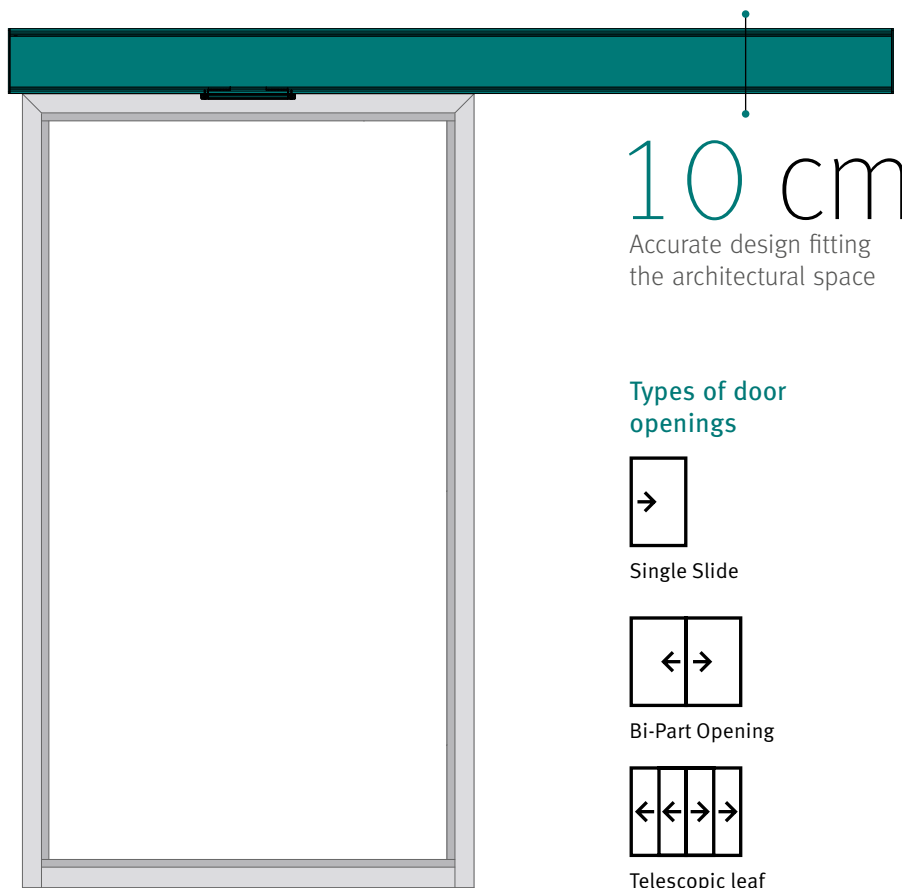 10 cm
Accurate design fitting
the architectural space
Types of door
openings
Single Slide
Bi-Part Opening
Telescopic leaf